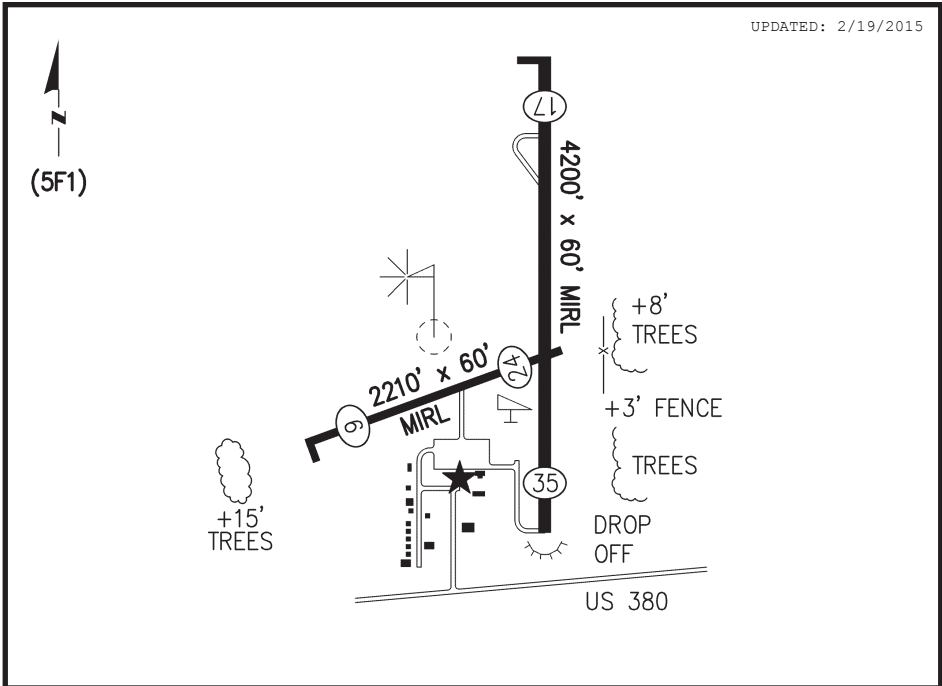 UPDATED: 2/19/2015
N
(5F1)
17
4200' x 60' MIRL
+8'
TREES
24
2210' x 60'
MIRL
6
+3' FENCE
TREES
35
+15'
TREES
DROP
OFF
US 380